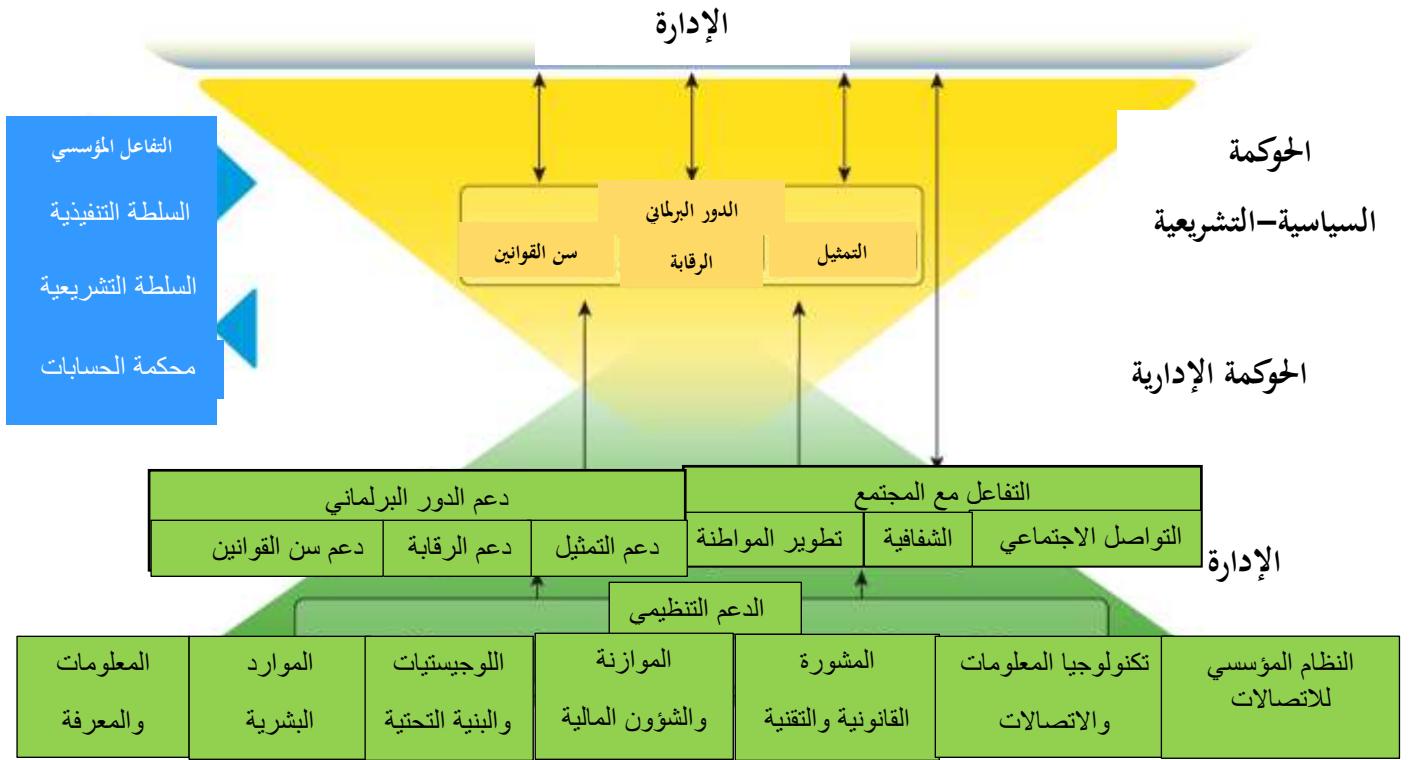 الإدارة
الحوكمة
السياسية–التشريعية
الحوكمة الإدارية
الإدارة
التفاعل المؤسسي
السلطة التنفيذية
السلطة التشريعية
محكمة الحسابات
الدور البرلماني
التمثيل
الرقابة
سن القوانين
التفاعل مع المجتمع
التواصل الاجتماعي
الشفافية
تطوير المواطنة
دعم الدور البرلماني
دعم التمثيل
دعم الرقابة
دعم سن القوانين
الدعم التنظيمي
النظام المؤسسي
للاتصالات
تكنولوجيا المعلومات
والاتصالات
المشورة
القانونية والتقنية
الموازنة
والشؤون المالية
اللوجيستيات
والبنية التحتية
الموارد
البشرية
المعلومات
والمعرفة